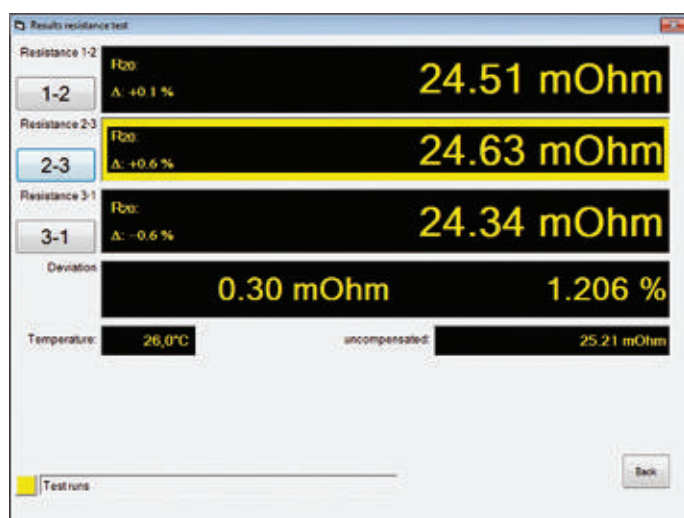 Results resistance test
Resistance 1-2
1-2
R20:
Δ: +0.1 %
24.51 mOhm
Resistance 2-3
2-3
R20:
Δ: +0.6 %
24.63 mOhm
Resistance 3-1
3-1
R20:
Δ: -0.6 %
24.34 mOhm
Deviation
0.30 mOhm
1.206 %
Temperature:
26,0°C
uncompensated:
25.21 mOhm
Back
Test runs